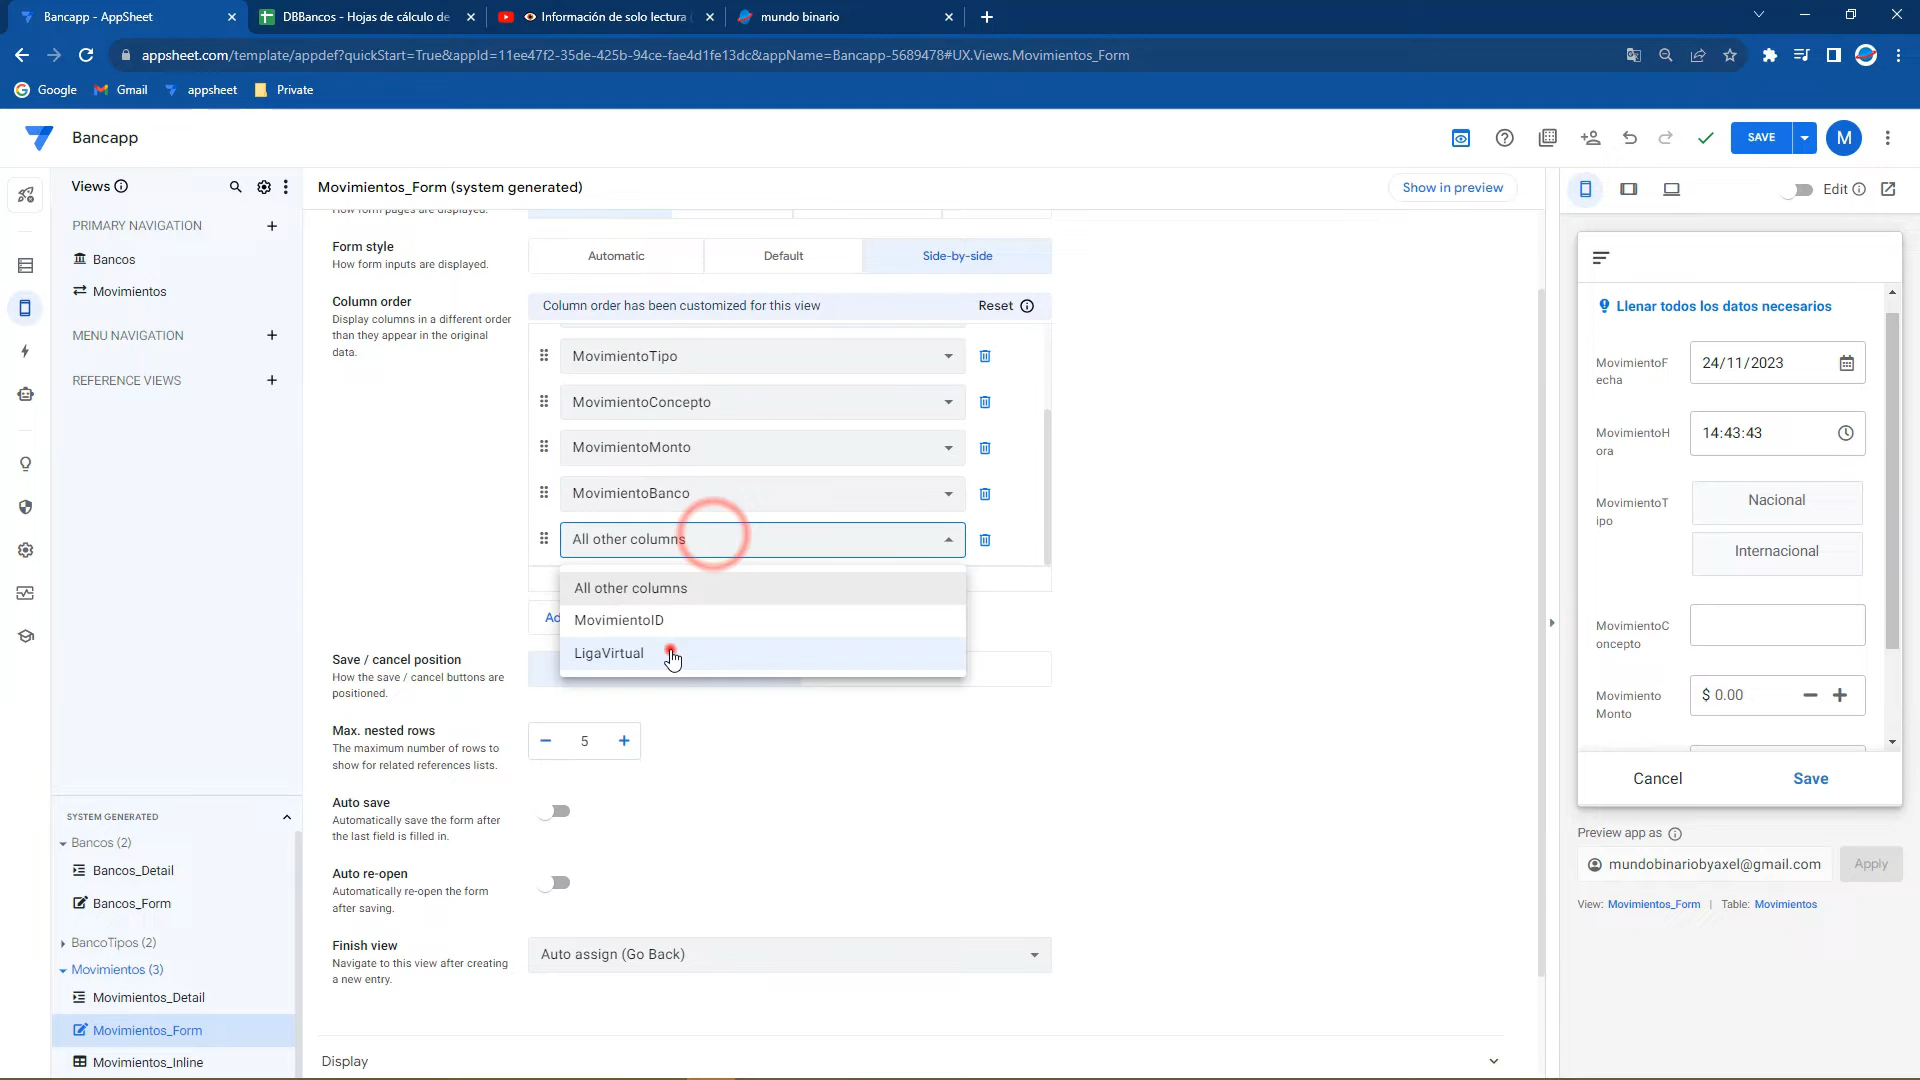 Bancapp - AppSheet
DBBancos - Hojas de cálculo de
Información de solo lectura
mundo binario
appsheet.com/template/appdef?quickStart=True&appId=11ee47f2-35de-425b-94ce-fae4d1fe13dc&appName=Bancapp-5689478#UX.Views.Movimientos_Form
Google
Gmail
appsheet
Private
Bancapp
SAVE
M
Views
Movimientos_Form (system generated)
Show in preview
Edit
PRIMARY NAVIGATION
Bancos
Movimientos
MENU NAVIGATION
REFERENCE VIEWS
SYSTEM GENERATED
Bancos (2)
Bancos_Detail
Bancos_Form
BancoTipos (2)
Movimientos (3)
Movimientos_Detail
Movimientos_Form
Movimientos_Inline
How form pages are displayed.
Form style
How form inputs are displayed.
Automatic
Default
Side-by-side
Column order
Display columns in a different order
than they appear in the original
data.
Column order has been customized for this view
Reset
MovimientoTipo
MovimientoConcepto
MovimientoMonto
MovimientoBanco
All other columns
All other columns
MovimientoID
LigaVirtual
Ad
Save / cancel position
How the save / cancel buttons are
positioned.
Max. nested rows
The maximum number of rows to
show for related references lists.
5
Auto save
Automatically save the form after
the last field is filled in.
Auto re-open
Automatically re-open the form
after saving.
Finish view
Navigate to this view after creating
a new entry.
Auto assign (Go Back)
Display
Llenar todos los datos necesarios
MovimientoF
echa
24/11/2023
MovimientoH
ora
14:43:43
MovimientoT
ipo
Nacional
Internacional
MovimientoC
oncepto
Movimiento
Monto
$ 0.00
Cancel
Save
Preview app as
mundobinariobyaxel@gmail.com
Apply
View: Movimientos_Form | Table: Movimientos